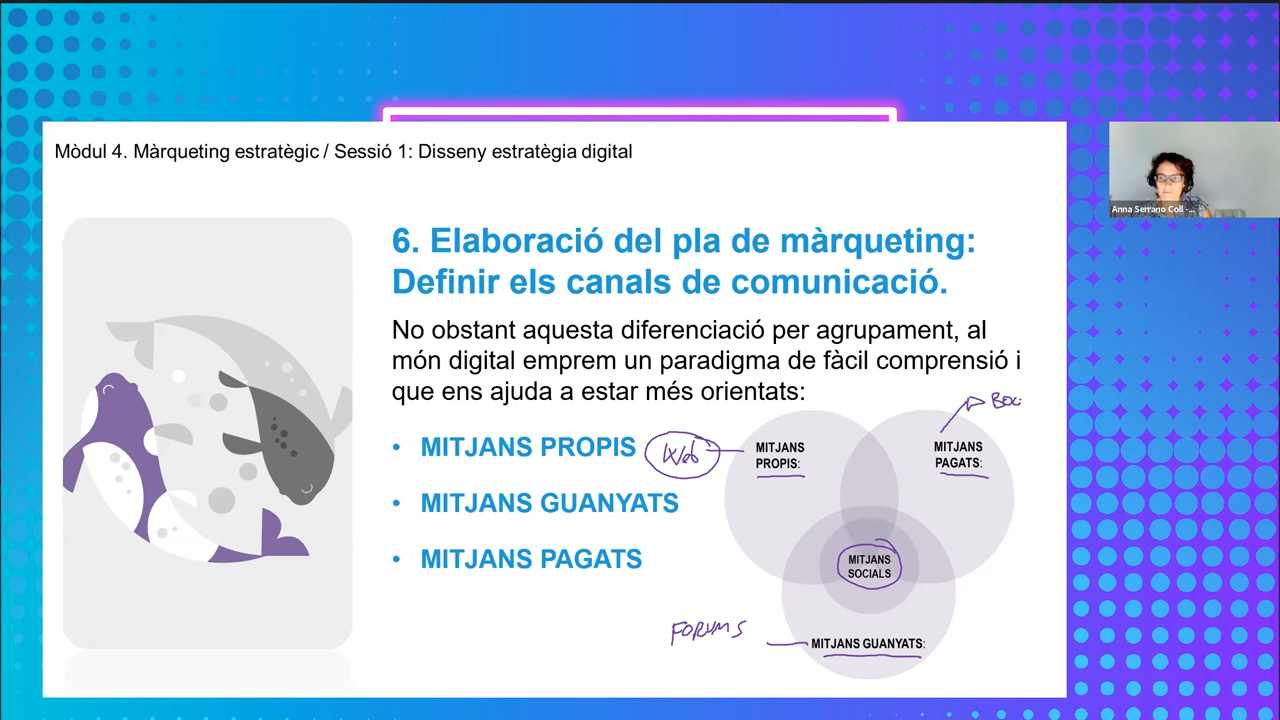 Mòdul 4. Màrqueting estratègic / Sessió 1: Disseny estratègia digital
Anna Serrano Coll -...
6. Elaboració del pla de màrqueting:
Definir els canals de comunicació.
No obstant aquesta diferenciació per agrupament, al
món digital emprem un paradigma de fàcil comprensió i
que ens ajuda a estar més orientats:
• MITJANS PROPIS
• MITJANS GUANYATS
• MITJANS PAGATS
Web
MITJANS
PROPIS:
MITJANS
PAGATS:
MITJANS
SOCIALS
FORUMS
MITJANS GUANYATS: